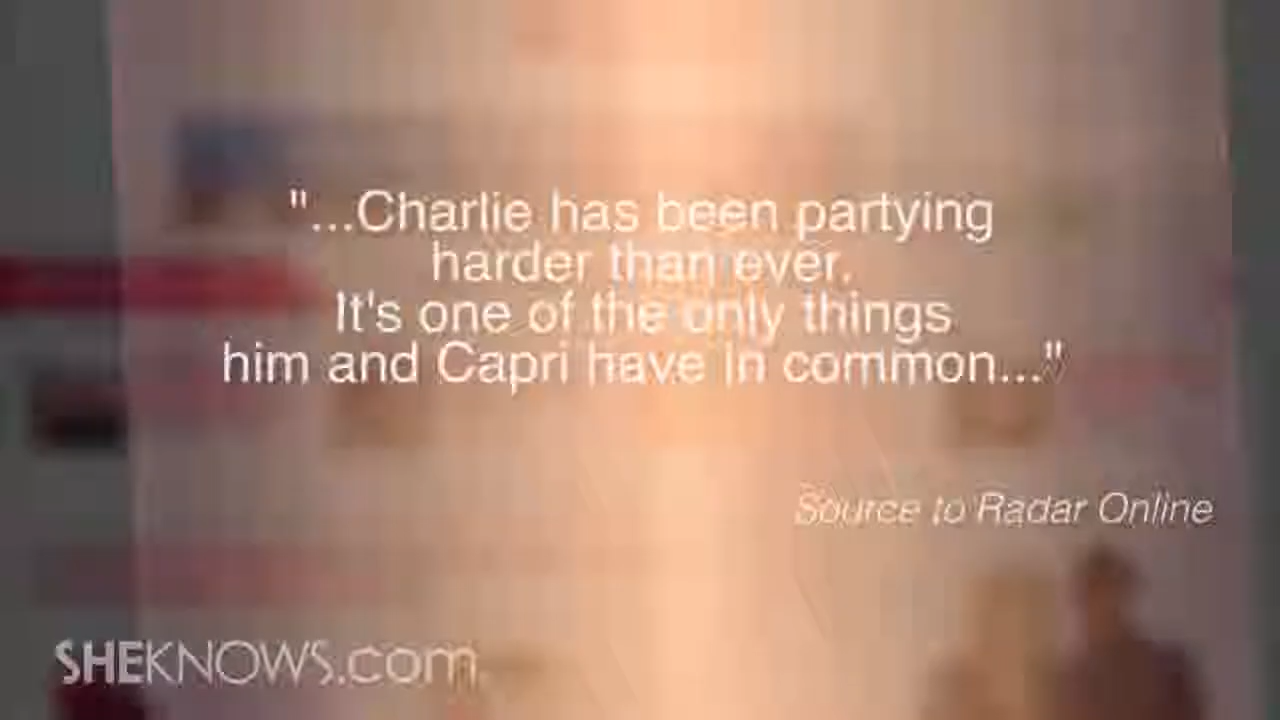 "...Charlie has been partying
harder than ever.
It's one of the only things
him and Capri have in common..."
Source to Radar Online
SHEKNOWS.com